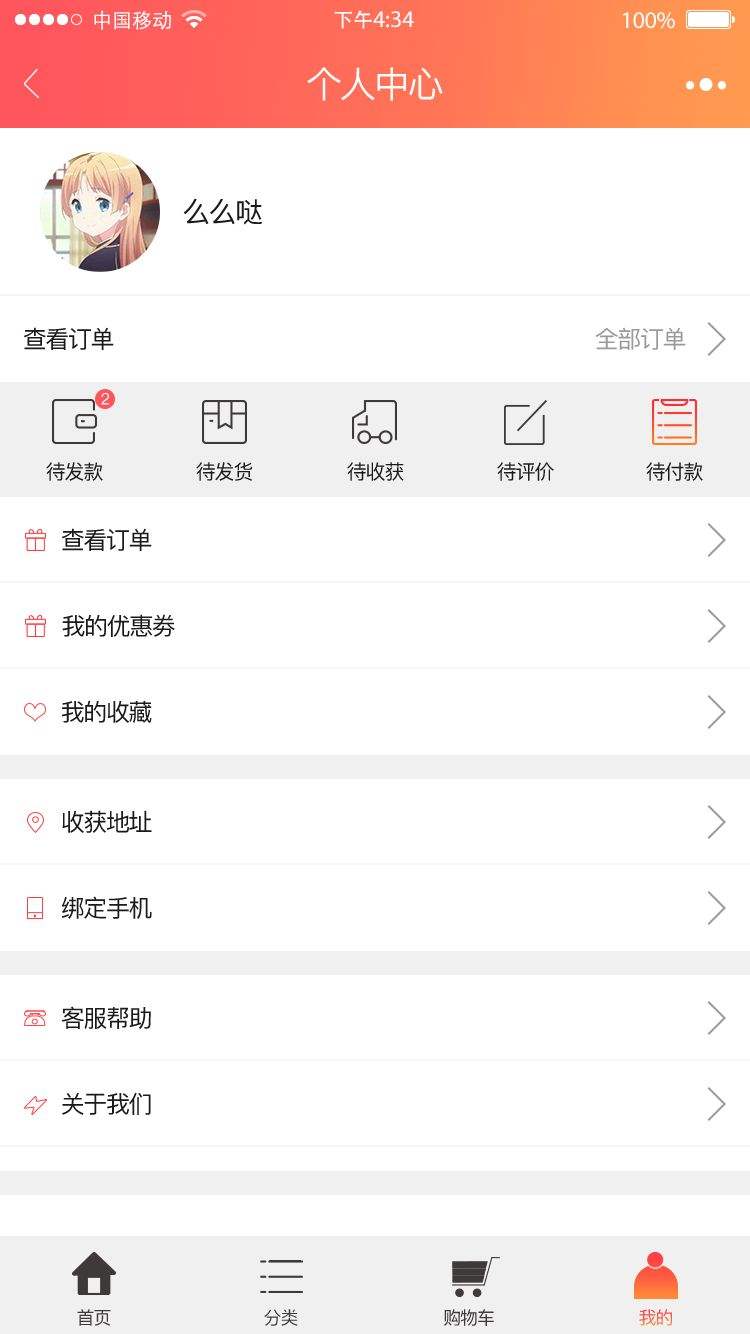 中国移动 下午4:34 100%
个人中心
么么哒
查看订单 全部订单
2
待发款 待发货 待收获 待评价 待付款
查看订单
我的优惠劵
我的收藏
收获地址
绑定手机
客服帮助
关于我们
首页 分类 购物车 我的